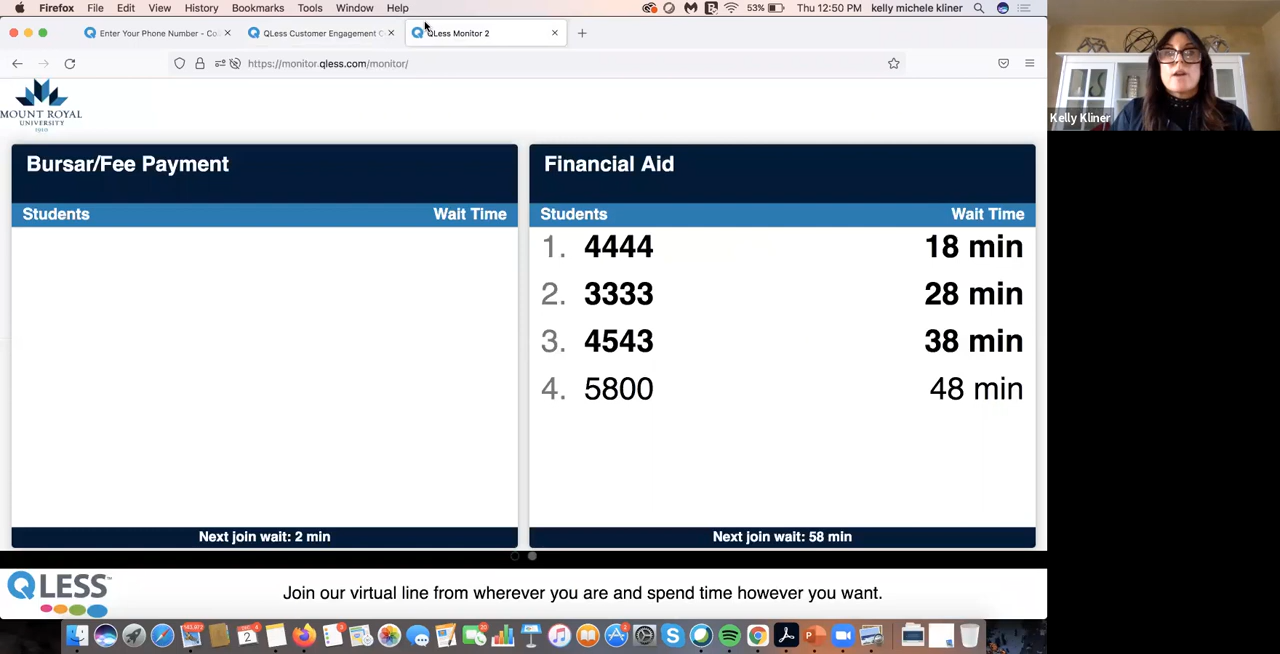 Firefox File Edit View History Bookmarks Tools Window Help 53% Thu 12:50 PM kelly michele kliner
Enter Your Phone Number - Co QLess Customer Engagement C QLess Monitor 2
https://monitor.qless.com/monitor/
MOUNT ROYAL
UNIVERSITY
1910
Kelly Kliner
Bursar/Fee Payment
Students Wait Time
Next join wait: 2 min
Financial Aid
Students Wait Time
1. 4444 18 min
2. 3333 28 min
3. 4543 38 min
4. 5800 48 min
Next join wait: 58 min
QLESS
Join our virtual line from wherever you are and spend time however you want.